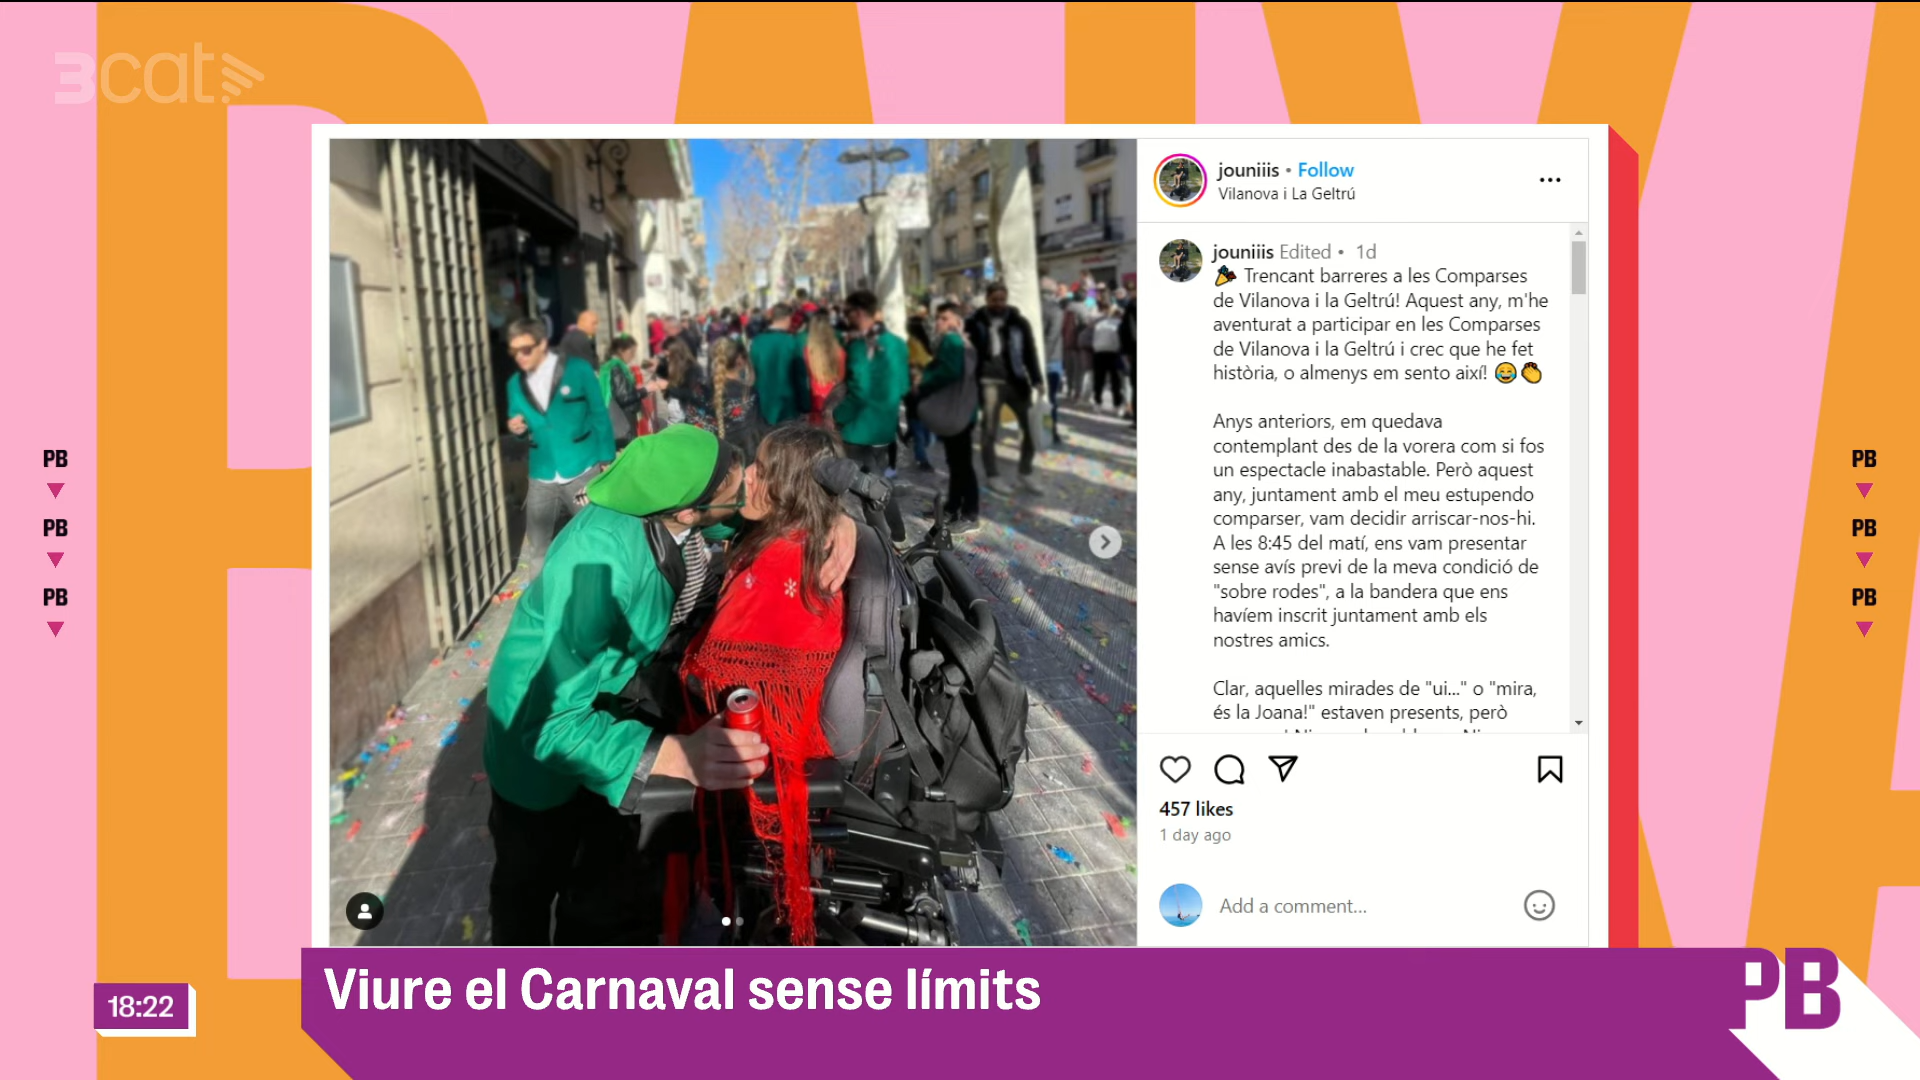 3cat
PB
PB
PB
jouniiis • Follow
Vilanova i La Geltrú
jouniiis Edited • 1d
Trencant barreres a les Comparses
de Vilanova i la Geltrú! Aquest any, m'he
aventurat a participar en les Comparses
de Vilanova i la Geltrú i crec que he fet
història, o almenys em sento així!
Anys anteriors, em quedava
contemplant des de la vorera com si fos
un espectacle inabastable. Però aquest
any, juntament amb el meu estupendo
comparser, vam decidir arriscar-nos-hi.
A les 8:45 del matí, ens vam presentar
sense avís previ de la meva condició de
"sobre rodes", a la bandera que ens
havíem inscrit juntament amb els
nostres amics.
Clar, aquelles mirades de "ui..." o "mira,
és la Joana!" estaven presents, però
457 likes
1 day ago
Add a comment...
PB
PB
PB
Viure el Carnaval sense límits
18:22
PB